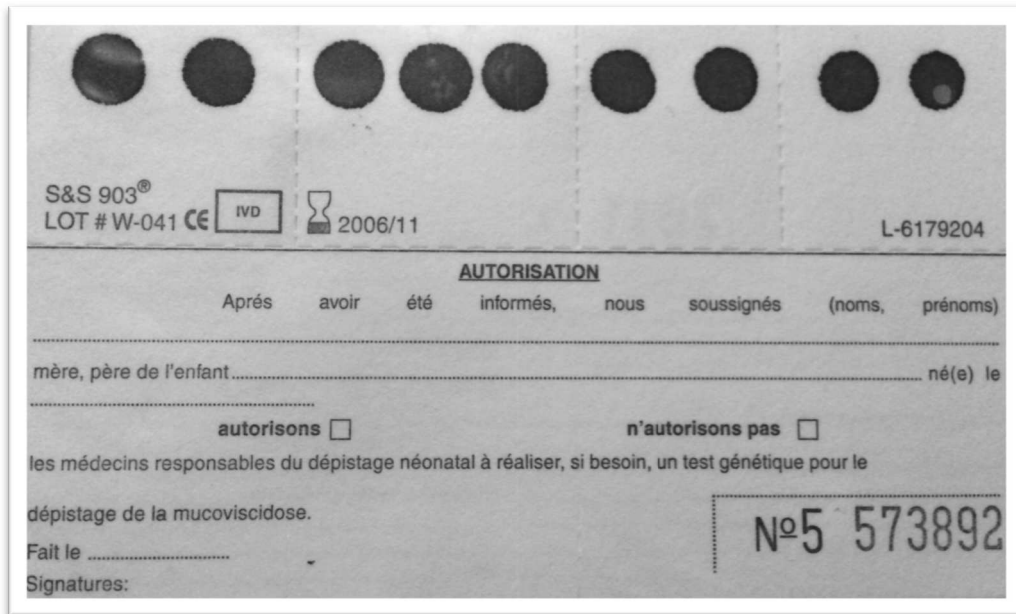 S&S 903®
LOT # W-041 CE IVD 2006/11 L-6179204
AUTORISATION
Aprés avoir été informés, nous soussignés (noms, prénoms)
mère, père de l'enfant né(e) le
autorisons n'autorisons pas
les médecins responsables du dépistage néonatal à réaliser, si besoin, un test génétique pour le
dépistage de la mucoviscidose.
Nº5 573892
Fait le
Signatures: